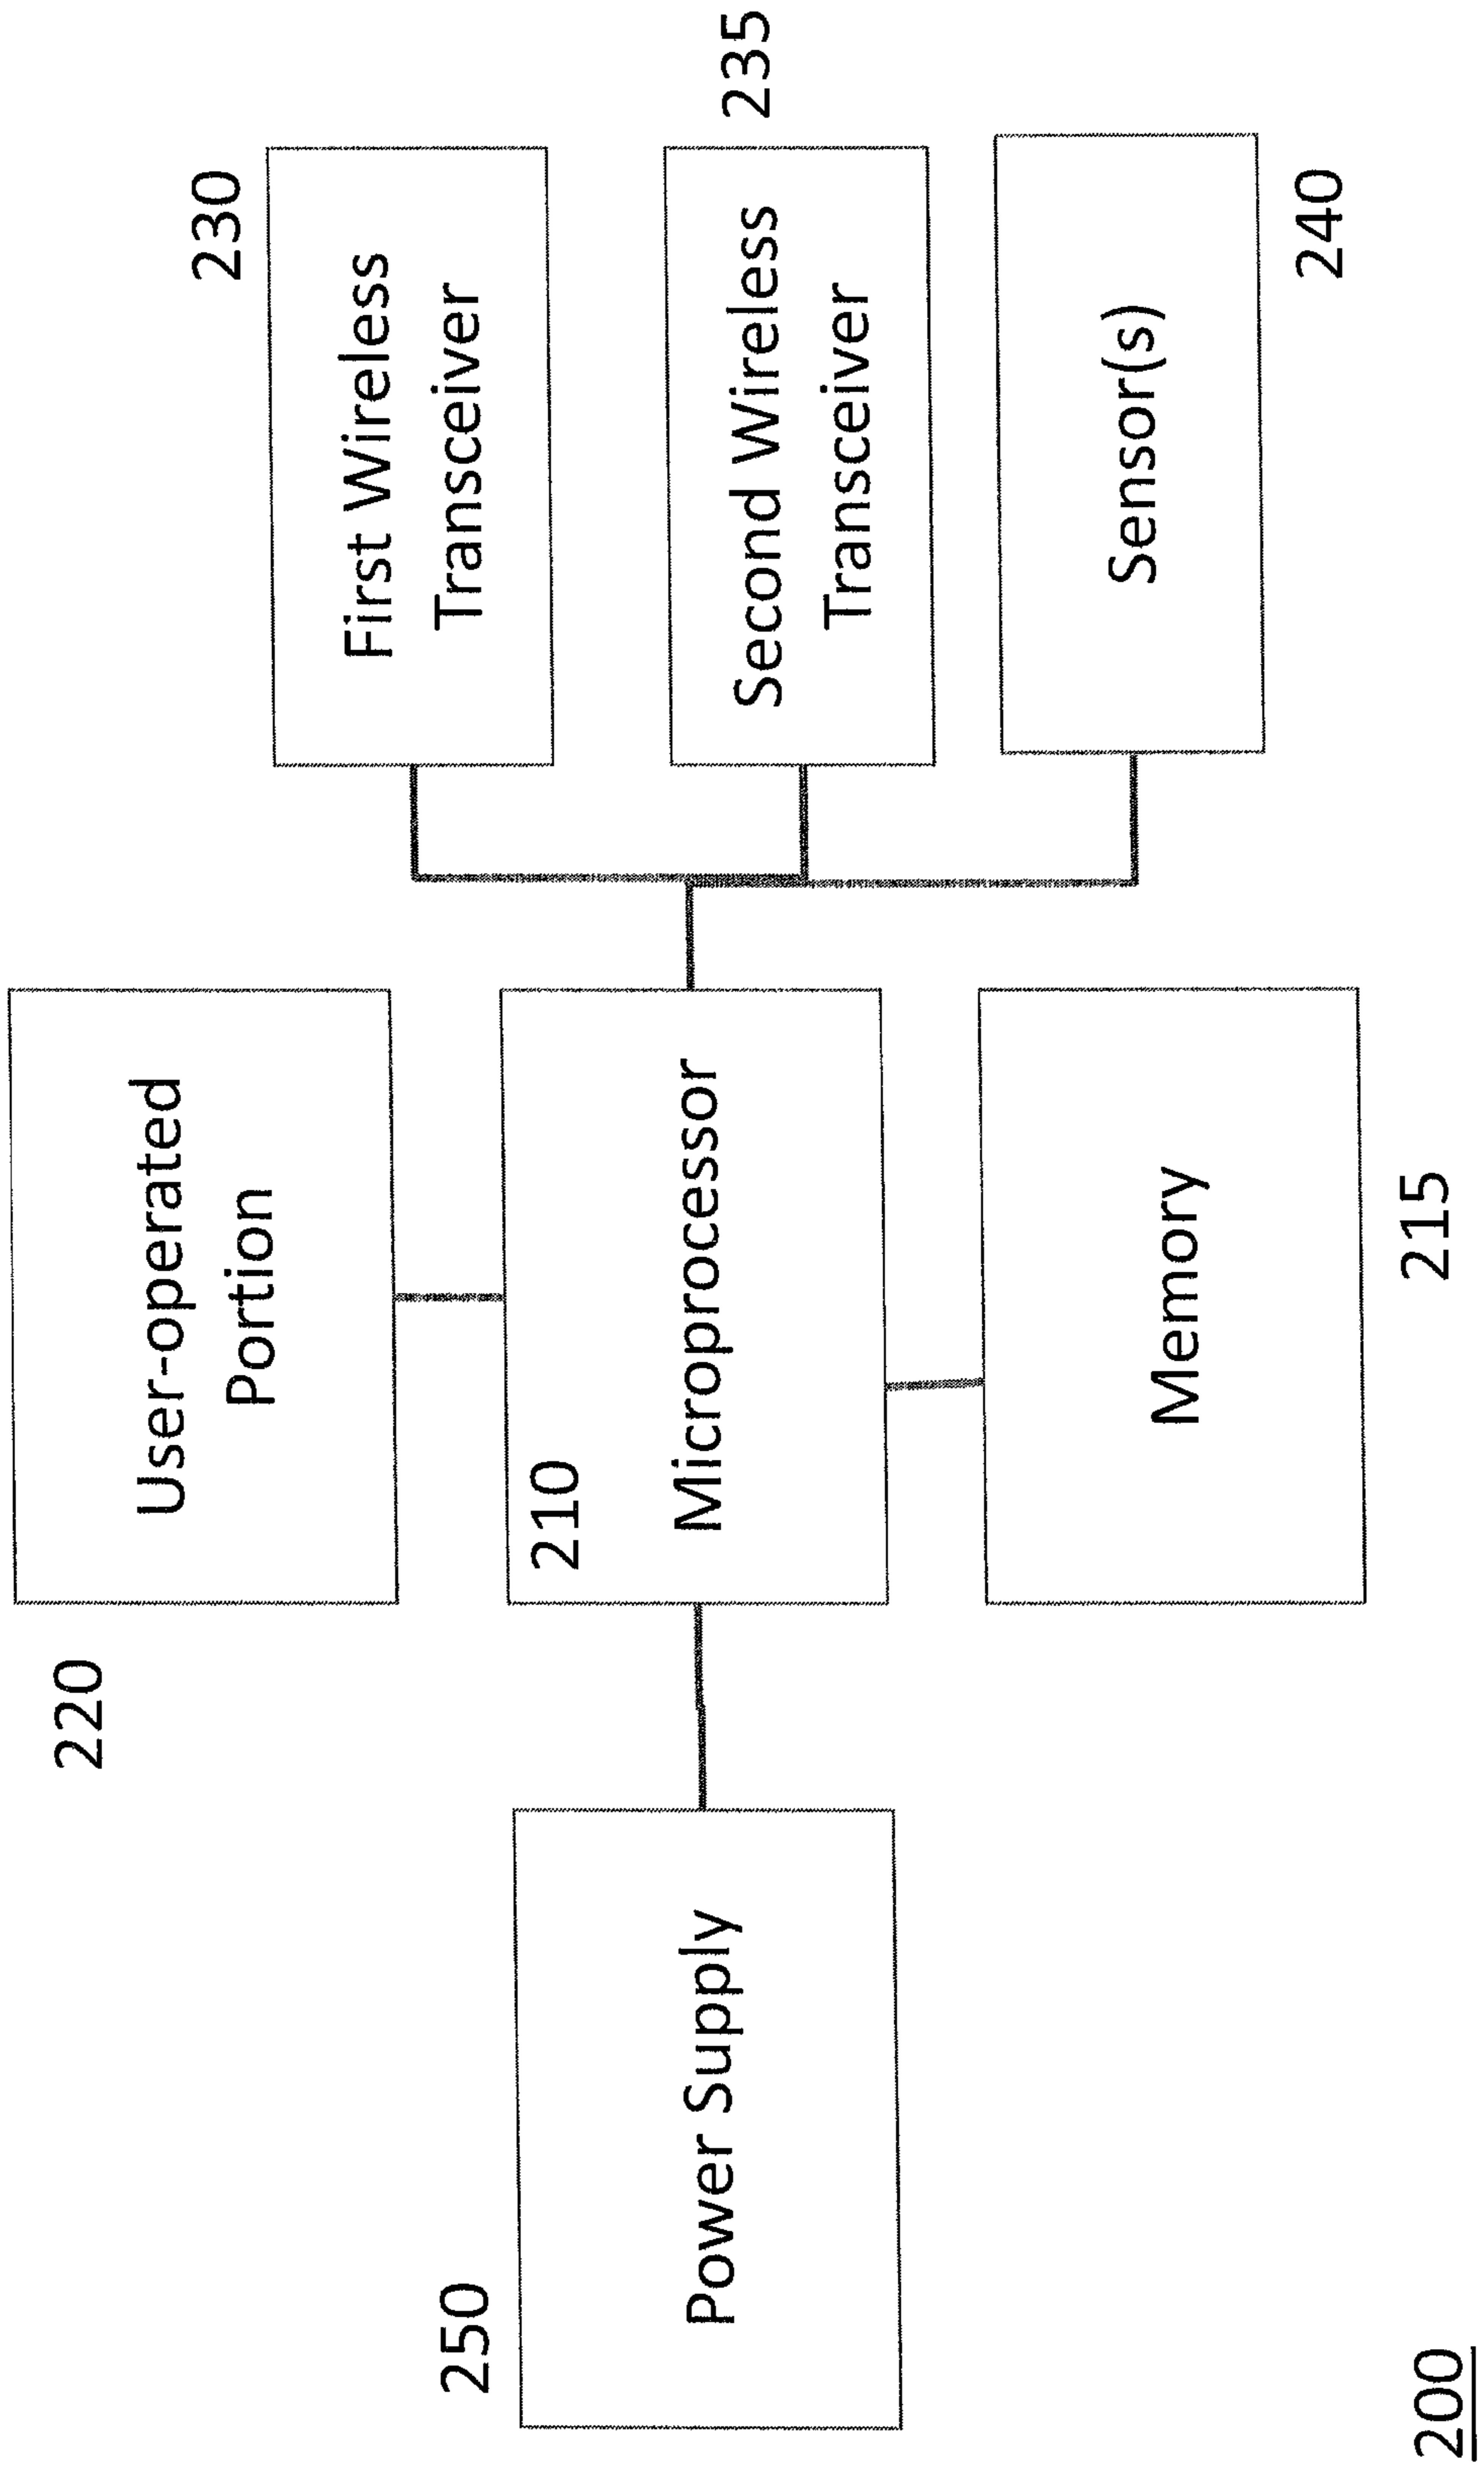 220
User-operated
Portion
230
First Wireless
Transceiver
250
Power Supply
210
Microprocessor
235
Second Wireless
Transceiver
Memory
215
Sensor(s)
240
200